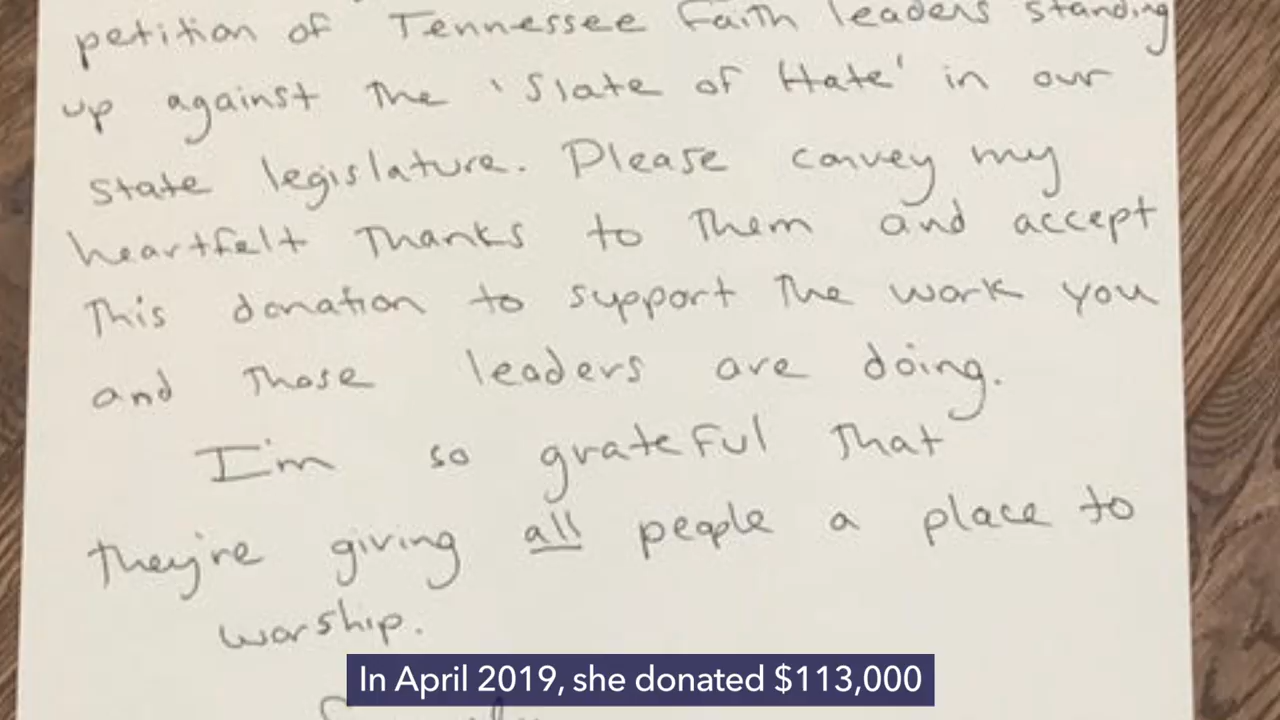 petition of Tennessee Faith leaders standing
up against the 'Slate of Hate' in our
state legislature. Please convey my
heartfelt thanks to them and accept
this donation to support the work you
and those leaders are doing.
I'm so grateful that
they're giving all people a place to
worship.
In April 2019, she donated $113,000